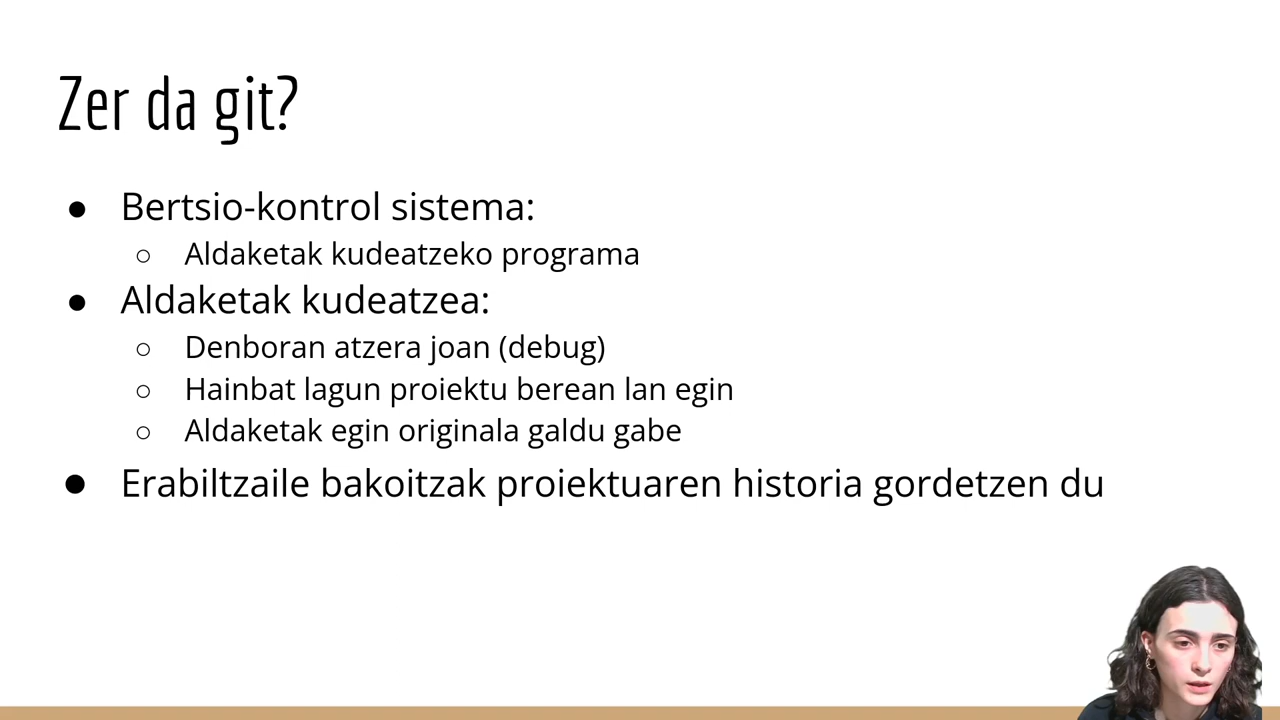 Zer da git?
● Bertsio-kontrol sistema:
○ Aldaketak kudeatzeko programa
● Aldaketak kudeatzea:
○ Denboran atzera joan (debug)
○ Hainbat lagun proiektu berean lan egin
○ Aldaketak egin originala galdu gabe
● Erabiltzaile bakoitzak proiektuaren historia gordetzen du